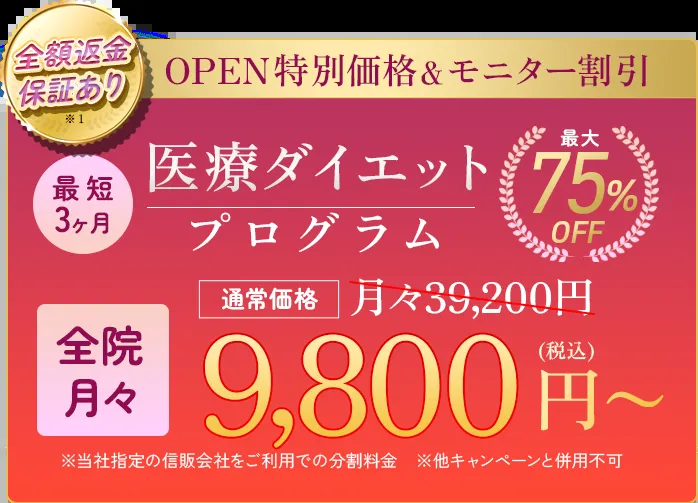 全額返金
保証あり
※1
OPEN特別価格&モニター割引
最短
3ヶ月
医療ダイエット
プログラム
最大
75%
OFF
通常価格 月々39,200円
全院
月々
9,800円～
(税込)
※当社指定の信販会社をご利用での分割料金 ※他キャンペーンと併用不可